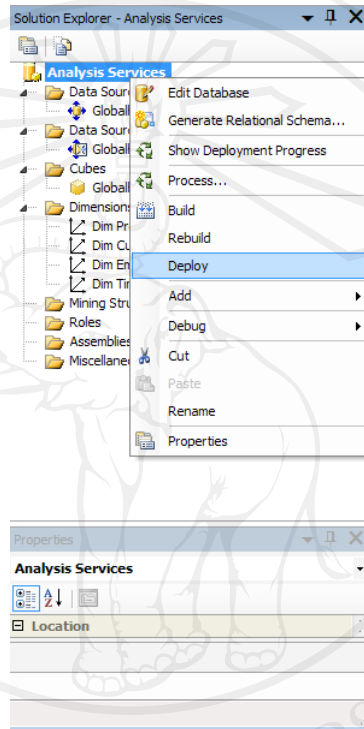 Solution Explorer - Analysis Services
Analysis Services
Data Sour
Globall
Data Sour
Globall
Cubes
Globall
Dimension
Dim Pr
Dim Cu
Dim En
Dim Tir
Mining Stru
Roles
Assemblies
Miscellane
Edit Database
Generate Relational Schema...
Show Deployment Progress
Process...
Build
Rebuild
Deploy
Add
Debug
Cut
Paste
Rename
Properties
Properties
Analysis Services
Location